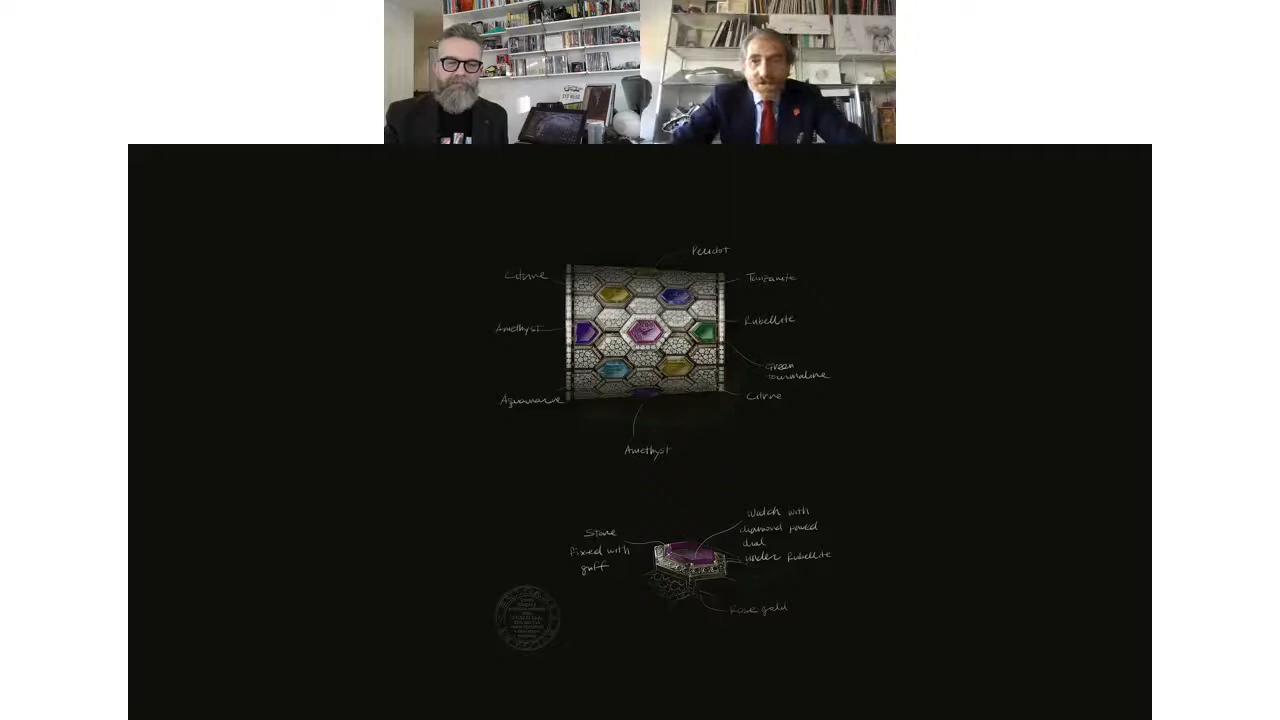 Peridot
Citrine
Tanzanite
Amethyst
Rubellite
Green
tourmaline
Aquamarine
Citrine
Amethyst
Stone
fixed with
griff
Watch with
diamond paved
dial
under Rubellite
Rose gold